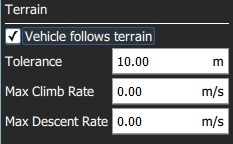 Terrain
Vehicle follows terrain
Tolerance 10.00 m
Max Climb Rate 0.00 m/s
Max Descent Rate 0.00 m/s